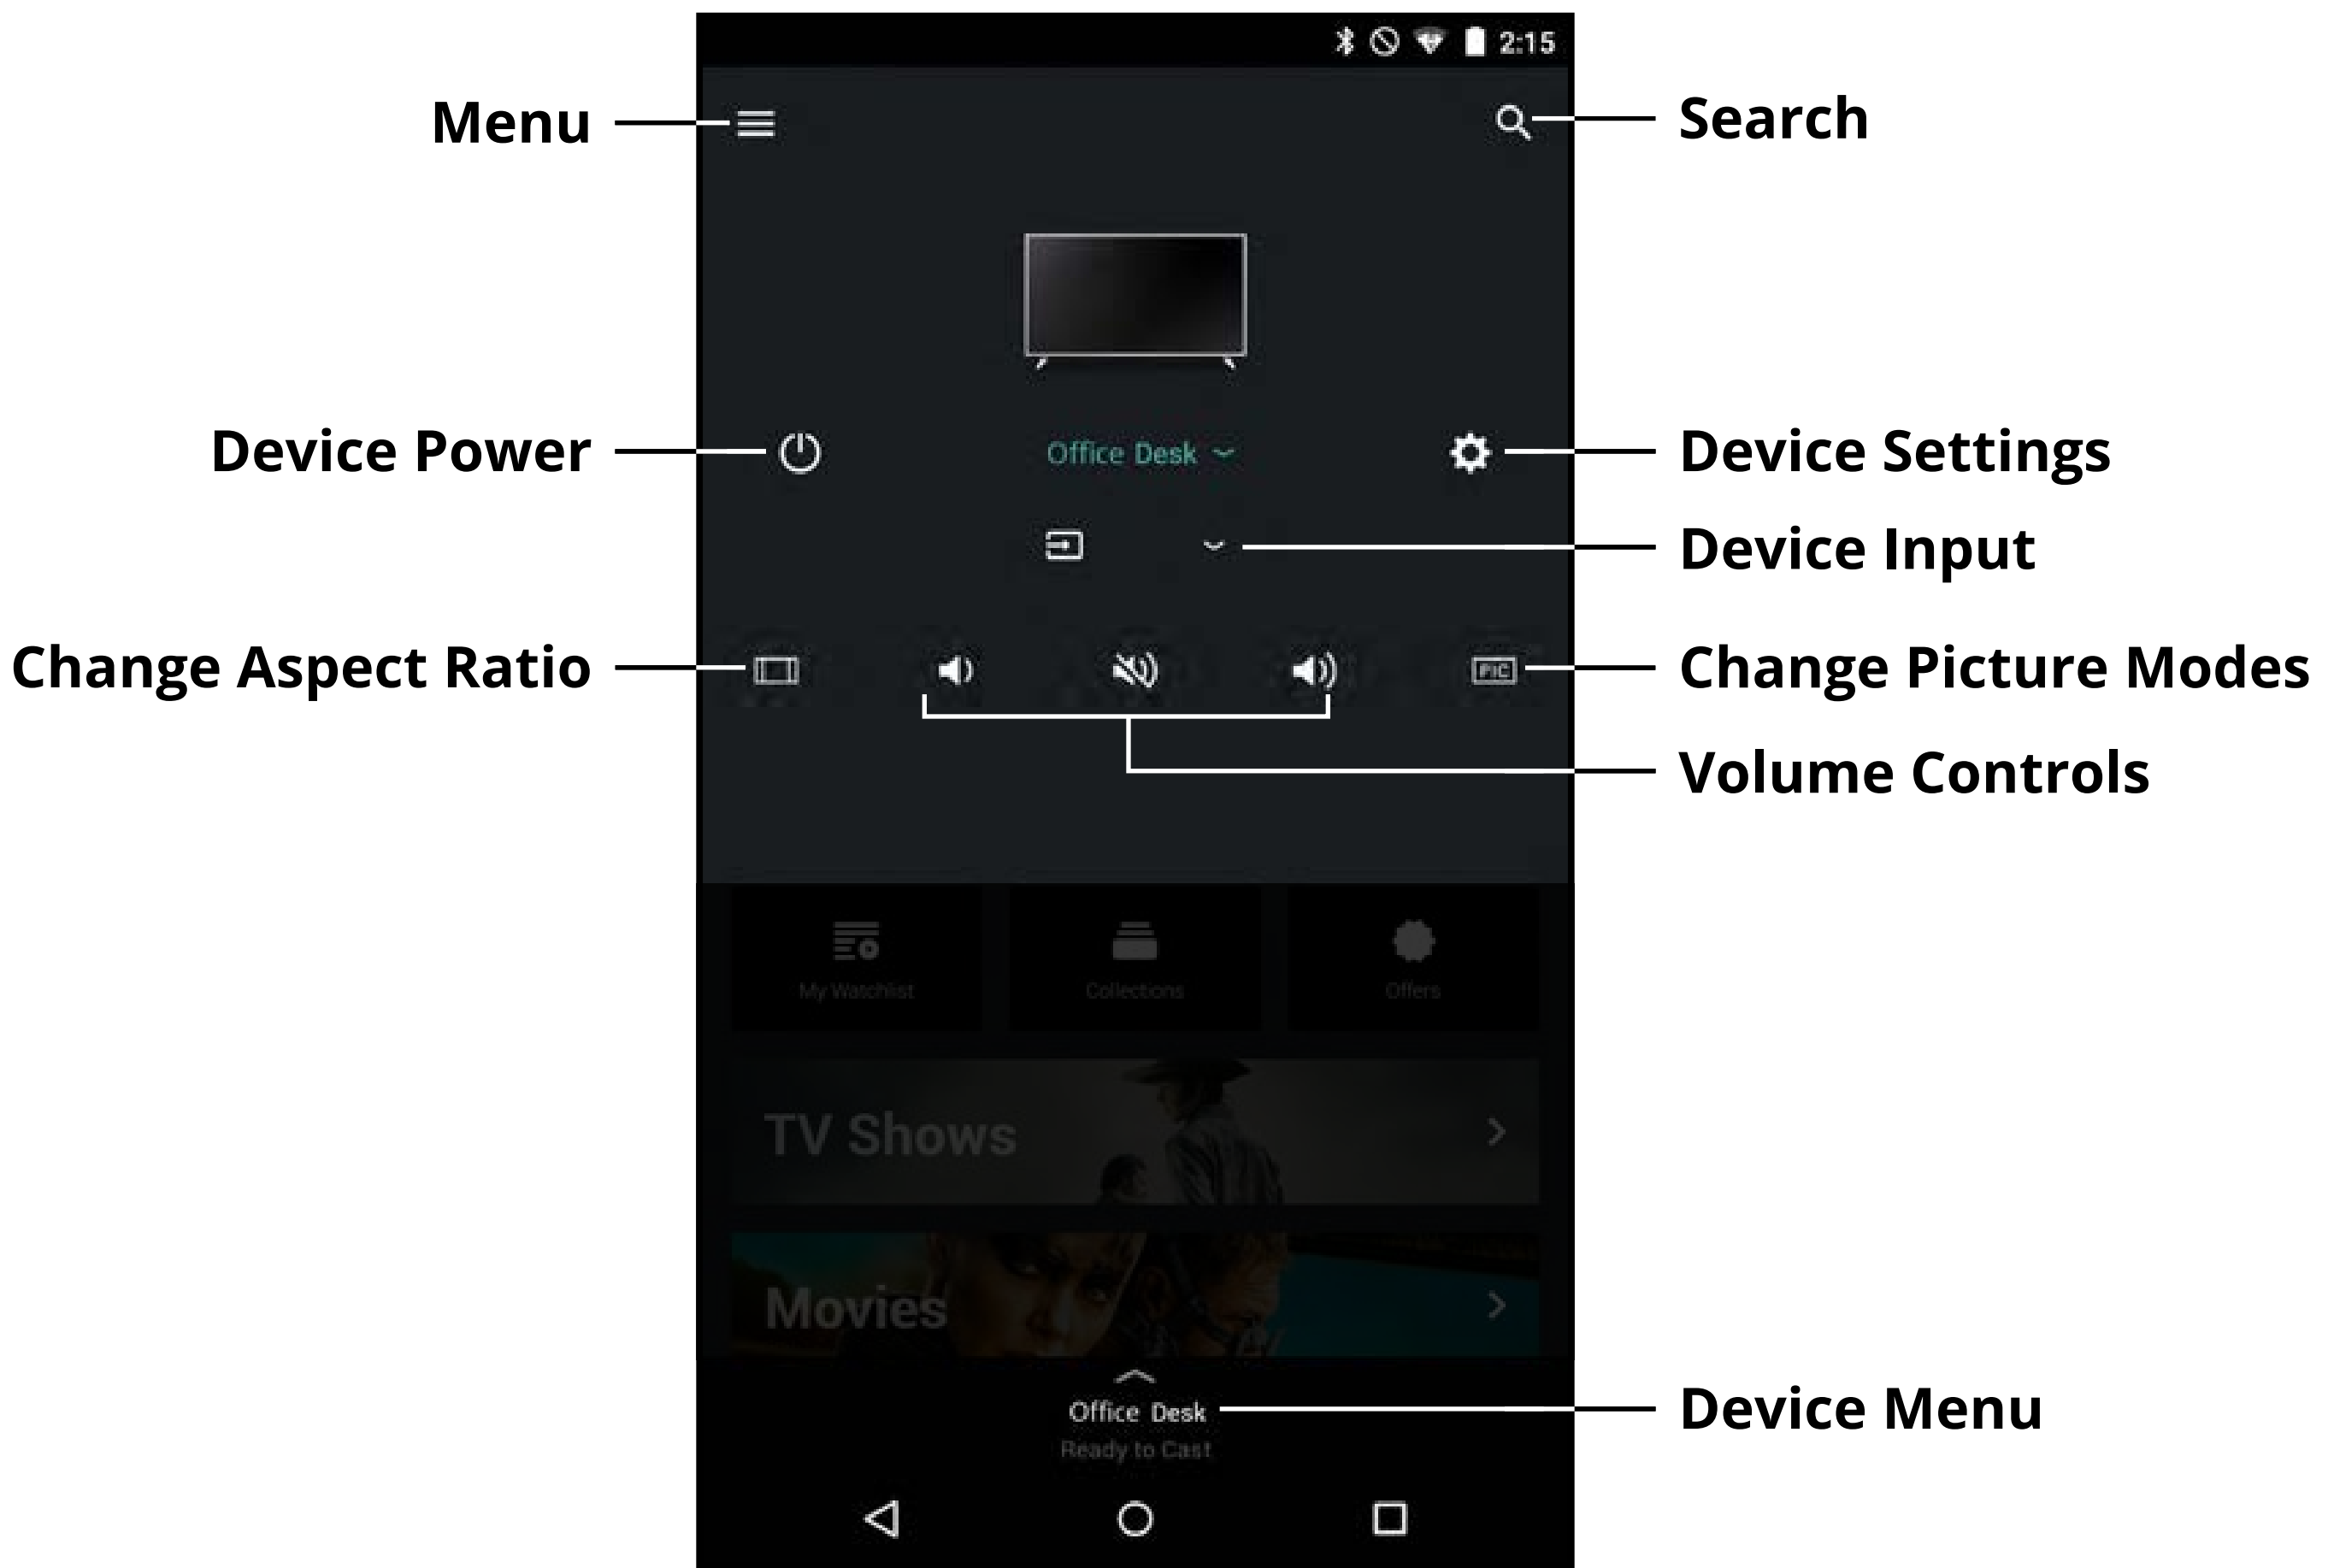 2:15
Menu
Search
Device Power
Office Desk
Device Settings
Device Input
Change Aspect Ratio
PIC
Change Picture Modes
Volume Controls
My Watchlist
Collections
Offers
TV Shows
Movies
Office Desk
Device Menu
Ready to Cast